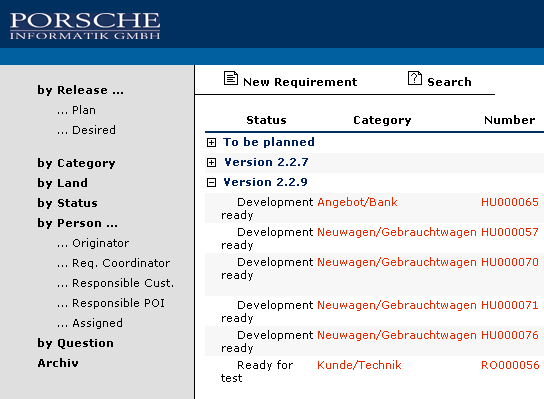 PORSCHE
INFORMATIK GMBH
by Release ...
... Plan
... Desired
by Category
by Land
by Status
by Person ...
... Originator
... Req. Coordinator
... Responsible Cust.
... Responsible POI
... Assigned
by Question
Archiv
New Requirement Search
Status Category Number
To be planned
Version 2.2.7
Version 2.2.9
Development Angebot/Bank HU000065
ready
Development Neuwagen/Gebrauchtwagen HU000057
ready
Development Neuwagen/Gebrauchtwagen HU000070
ready
Development Neuwagen/Gebrauchtwagen HU000071
ready
Development Neuwagen/Gebrauchtwagen HU000076
ready
Ready for Kunde/Technik RO000056
test